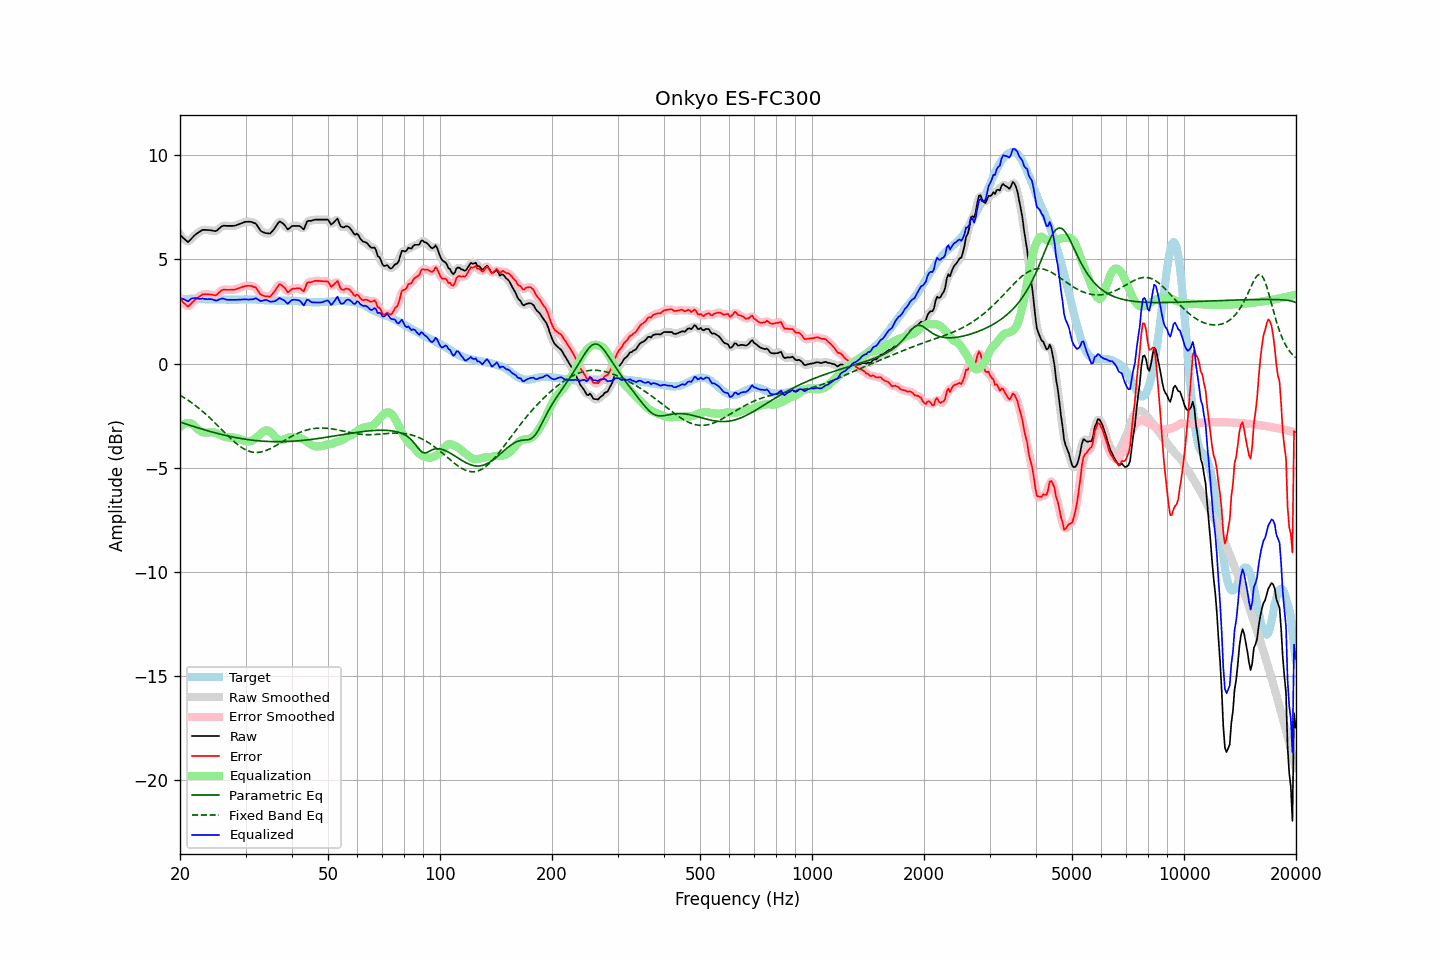 Onkyo ES-FC300
10
5
0
−5
−10
−15
−20
Amplitude (dBr)
Target
Raw Smoothed
Error Smoothed
Raw
Error
Equalization
Parametric Eq
Fixed Band Eq
Equalized
20 50 100 200 500 1000 2000 5000 10000 20000
Frequency (Hz)